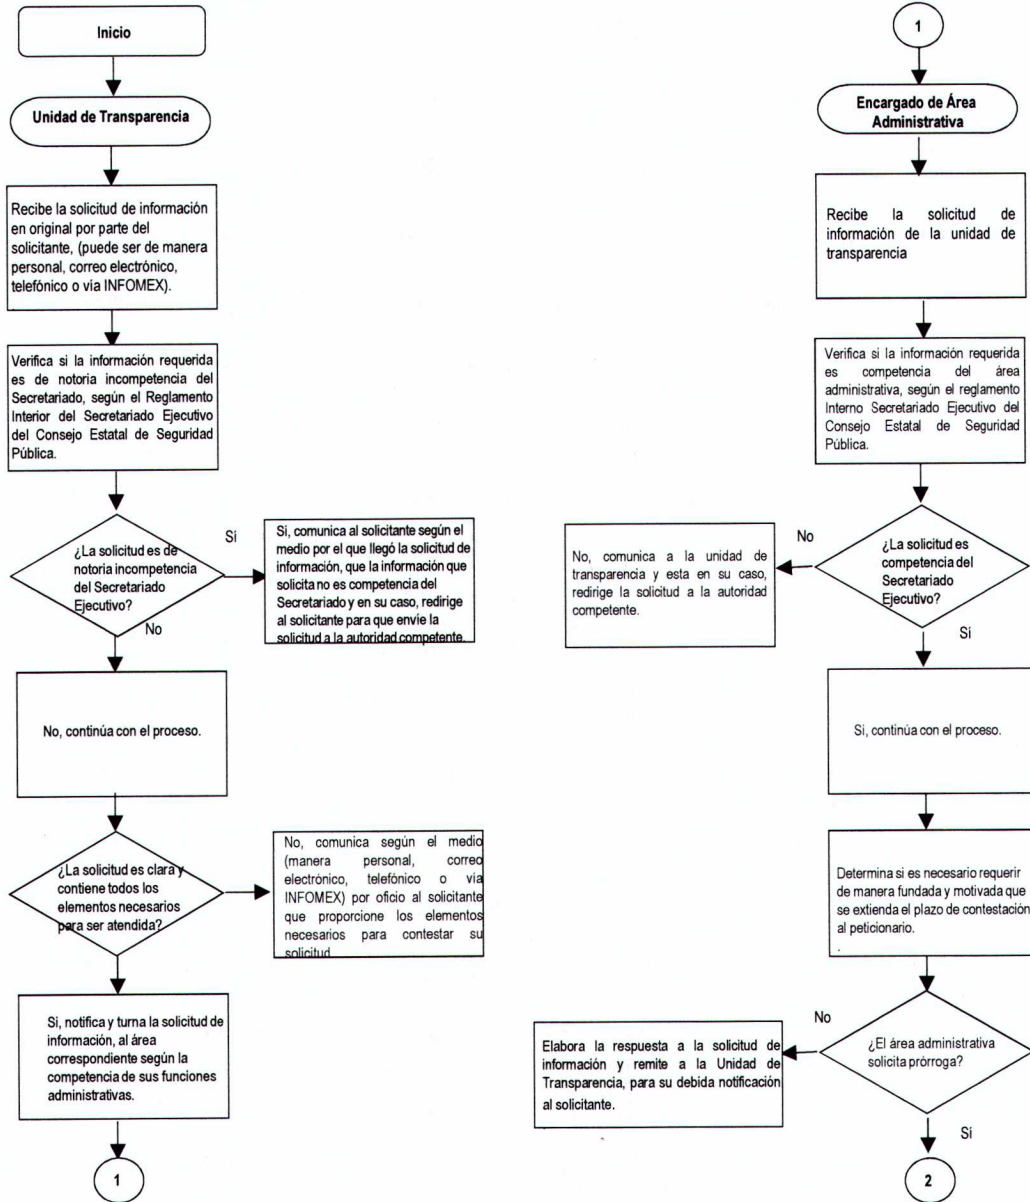 Inicio
Unidad de Transparencia
Recibe la solicitud de información
en original por parte del
solicitante, (puede ser de manera
personal, correo electrónico,
telefónico o vía INFOMEX).
Verifica si la información requerida
es de notoria incompetencia del
Secretariado, según el Reglamento
Interior del Secretariado Ejecutivo
del Consejo Estatal de Seguridad
Pública.
¿La solicitud es de
notoria incompetencia
del Secretariado
Ejecutivo?
Sí
Si, comunica al solicitante según el
medio por el que llegó la solicitud de
información, que la información que
solicita no es competencia del
Secretariado y en su caso, redirige
al solicitante para que envíe la
solicitud a la autoridad competente.
No
No, continúa con el proceso.
¿La solicitud es clara y
contiene todos los
elementos necesarios
para ser atendida?
No, comunica según el medio
(manera personal, correo
electrónico, telefónico o vía
INFOMEX) por oficio al solicitante
que proporcione los elementos
necesarios para contestar su
solicitud
Si, notifica y turna la solicitud de
información, al área
correspondiente según la
competencia de sus funciones
administrativas.
1
1
Encargado de Área
Administrativa
Recibe la solicitud de
información de la unidad de
transparencia
Verifica si la información requerida
es competencia del área
administrativa, según el reglamento
Interno Secretariado Ejecutivo del
Consejo Estatal de Seguridad
Pública.
¿La solicitud es
competencia del
Secretariado
Ejecutivo?
No
No, comunica a la unidad de
transparencia y esta en su caso,
redirige la solicitud a la autoridad
competente.
Sí
Si, continúa con el proceso.
Determina si es necesario requerir
de manera fundada y motivada que
se extienda el plazo de contestación
al peticionario.
¿El área administrativa
solicita prórroga?
No
Elabora la respuesta a la solicitud de
información y remite a la Unidad de
Transparencia, para su debida notificación
al solicitante.
Sí
2